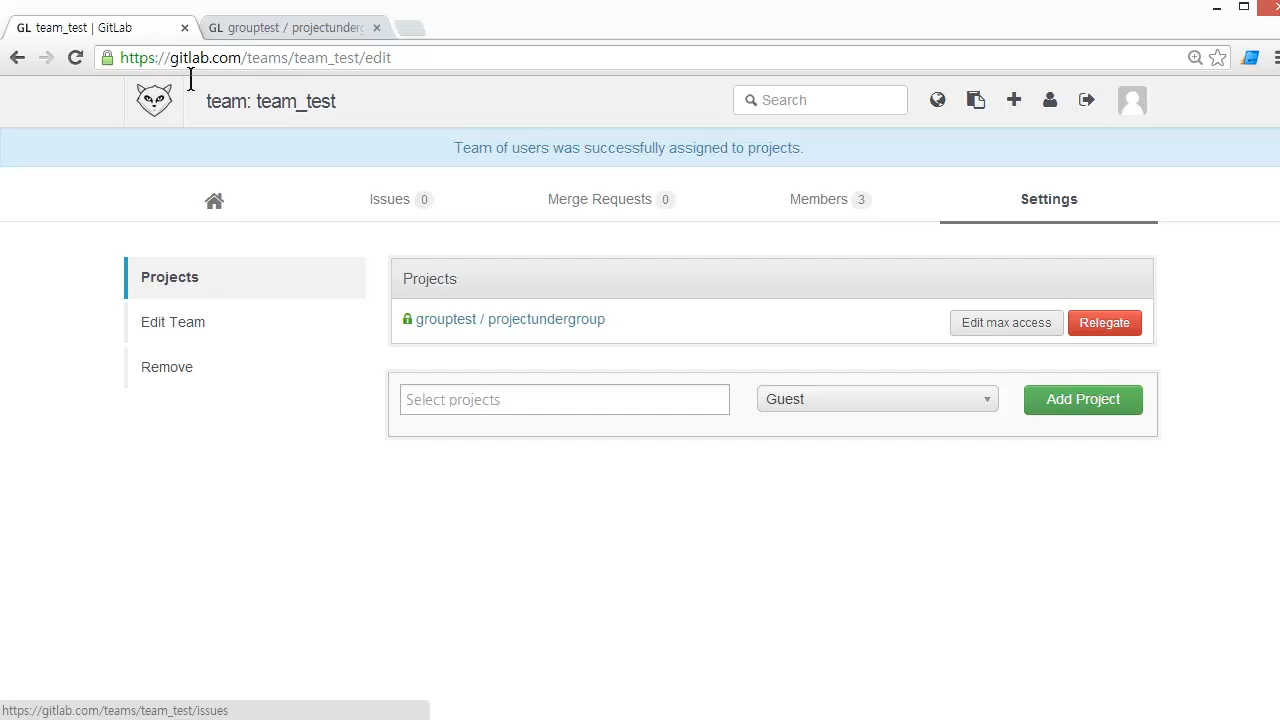 GL team_test | GitLab
GL grouptest / projectunder
https://gitlab.com/teams/team_test/edit
team: team_test
Search
Team of users was successfully assigned to projects.
Issues 0
Merge Requests 0
Members 3
Settings
Projects
Edit Team
Remove
Projects
grouptest / projectundergroup
Edit max access
Relegate
Select projects
Guest
Add Project
https://gitlab.com/teams/team_test/issues